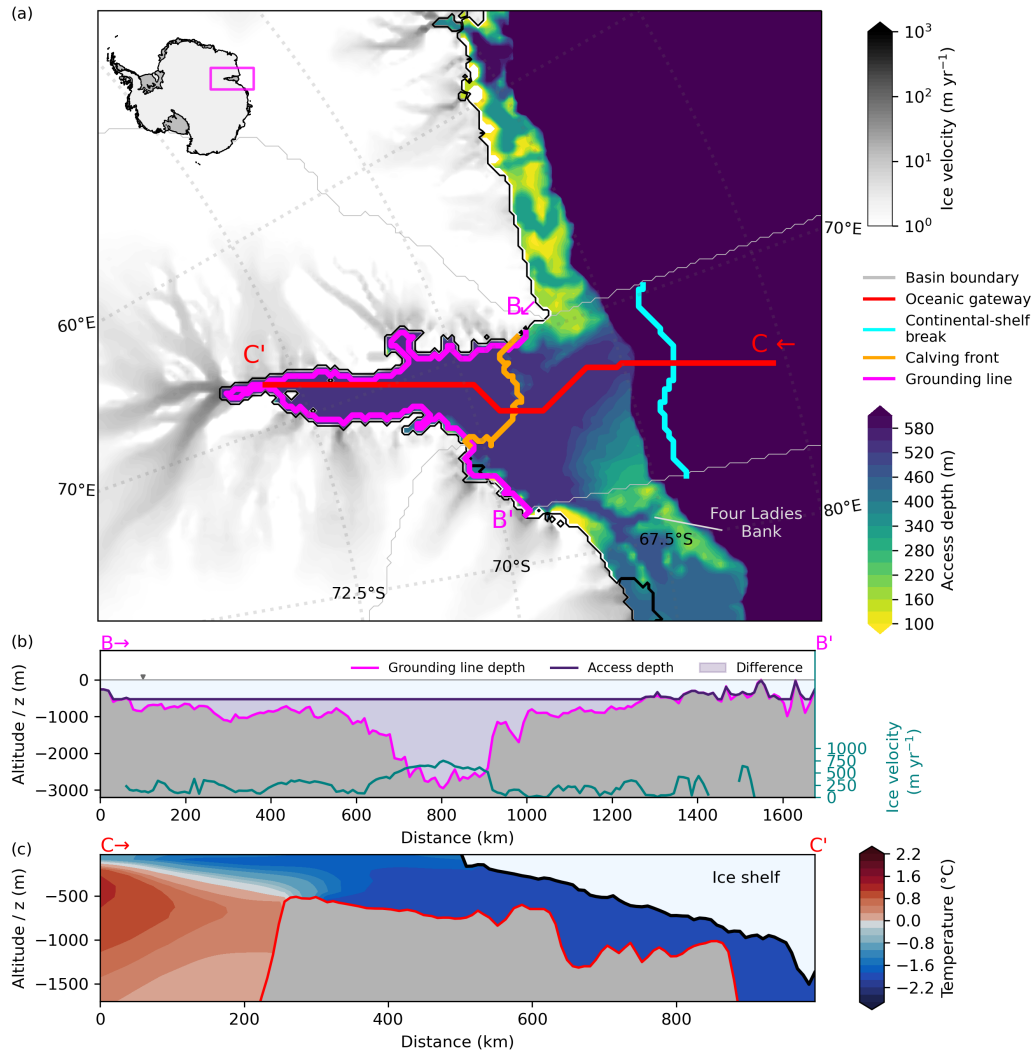 (a)
10³
10²
10¹
10⁰
Ice velocity (m yr⁻¹)
70°E
60°E
70°E
80°E
B
C ←
C'
B'
Four Ladies
Bank
67.5°S
70°S
72.5°S
Basin boundary
Oceanic gateway
Continental-shelf
break
Calving front
Grounding line
580
520
460
400
340
280
220
160
100
Access depth (m)
(b)
B→
B'
Grounding line depth
Access depth
Difference
0
−1000
−2000
−3000
Altitude / z (m)
1000
750
500
250
0
Ice velocity
(m yr⁻¹)
0
200
400
600
800
1000
1200
1400
1600
Distance (km)
(c)
C→
C'
Ice shelf
−500
−1000
−1500
Altitude / z (m)
0
200
400
600
800
Distance (km)
2.2
1.6
0.8
0.0
−0.8
−1.6
−2.2
Temperature (°C)